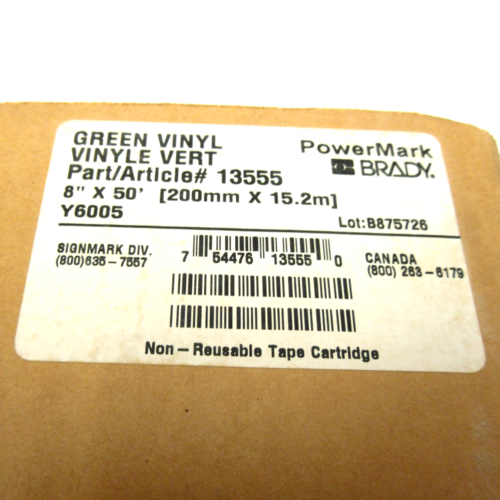 GREEN VINYL
VINYLE VERT
Part/Article# 13555
8" X 50' [200mm X 15.2m]
Y6005
PowerMark
BRADY.
Lot:B875726
SIGNMARK DIV.
(800)635-7557
7 54476 13555 0
CANADA
(800) 263-6179
Non-Reusable Tape Cartridge